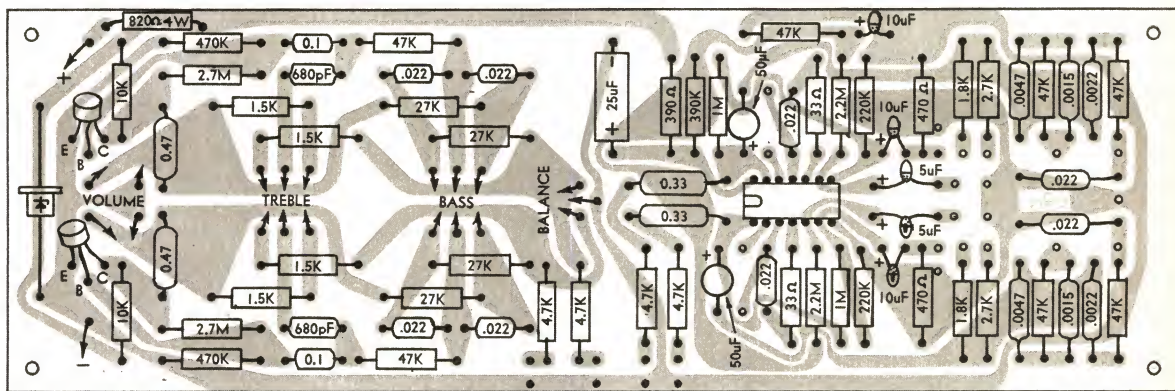 820Ω 4W
470K
0.1
47K
2.7M
680pF
.022
.022
10K
1.5K
27K
1.5K
27K
0.47
E
B
C
+
VOLUME
TREBLE
BASS
BALANCE
0.47
E
B
C
1.5K
27K
1.5K
27K
10K
2.7M
680pF
.022
.022
470K
0.1
47K
−
4.7K
4.7K
4.7K
4.7K
47K
+
10uF
−
25uF
+
390Ω
390K
1M
50µF
+
.022
33Ω
2.2M
220K
10uF
+
470Ω
1.8K
2.7K
.0047
47K
.0015
.0022
47K
0.33
0.33
+
5uF
+
5uF
.022
.022
+
50uF
.022
33Ω
2.2M
1M
220K
+
10uF
470Ω
1.8K
2.7K
.0047
47K
.0015
.0022
47K